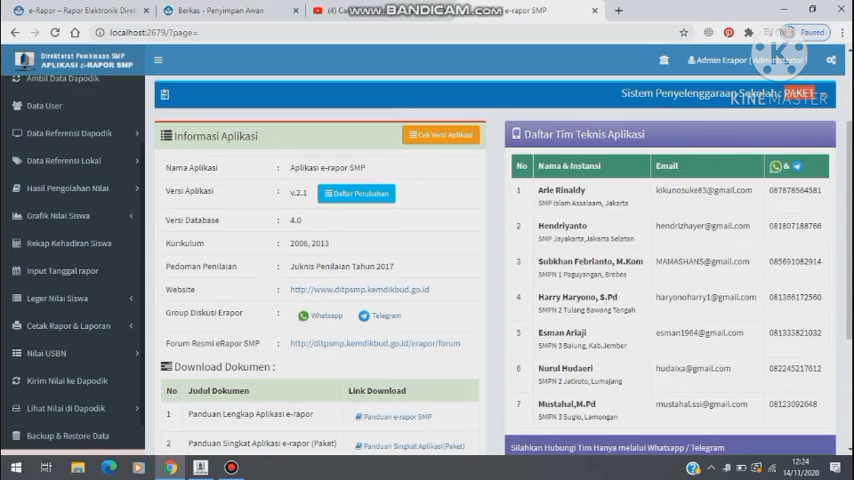 e-Rapor – Rapor Elektronik Direk
Berkas - Penyimpan Awan
e-rapor SMP
www.BANDICAM.com
localhost:2679/?page=
Paused
Direktorat Pembinaan SMP
APLIKASI e-RAPOR SMP
Admin Erapor ( Administrator
KINEMASTER
Ambil Data Dapodik
Data User
Data Referensi Dapodik
Data Referensi Lokal
Hasil Pengolahan Nilai
Grafik Nilai Siswa
Rekap Kehadiran Siswa
Input Tanggal rapor
Leger Nilai Siswa
Cetak Rapor & Laporan
Nilai USBN
Kirim Nilai ke Dapodik
Lihat Nilai di Dapodik
Backup & Restore Data
Sistem Penyelenggaraan Sekolah : PAKET
Informasi Aplikasi
Cek Versi Aplikasi
Nama Aplikasi : Aplikasi e-rapor SMP
Versi Aplikasi : v.2.1 Daftar Perubahan
Versi Database : 4.0
Kurikulum : 2006, 2013
Pedoman Penilaian : Juknis Penilaian Tahun 2017
Website : http://www.ditpsmp.kemdikbud.go.id
Group Diskusi Erapor : Whatsapp Telegram
Forum Resmi eRapor SMP : http://ditpsmp.kemdikbud.go.id/erapor/forum
Download Dokumen :
No Judul Dokumen Link Download
1 Panduan Lengkap Aplikasi e-rapor Panduan e-rapor SMP
2 Panduan Singkat Aplikasi e-rapor (Paket) Panduan Singkat Aplikasi(Paket)
Daftar Tim Teknis Aplikasi
No Nama & Instansi Email &
1 Arie Rinaldy kikunosuke83@gmail.com 087878564581
SMP Islam Assalaam, Jakarta
2 Hendriyanto hendrizhayer@gmail.com 081807188766
SMP Jayakarta,Jakarta Selatan
3 Subkhan Febrianto, M.Kom MAMASHANS@gmail.com 085691082914
SMPN 1 Paguyangan, Brebes
4 Harry Haryono, S.Pd haryonoharry1@gmail.com 081366172560
SMPN 2 Tulang Bawang Tengah
5 Esman Ariaji esman1964@gmail.com 081333821032
SMPN 3 Balung, Kab.Jember
6 Nurul Hudaeri hudaixa@gmail.com 082245217612
SMPN 2 Jatiroto, Lumajang
7 Mustahal,M.Pd mustahal.ssi@gmail.com 08123092648
SMPN 3 Sugio, Lamongan
Silahkan Hubungi Tim Hanya melalui Whatsapp / Telegram
12:24
14/11/2020